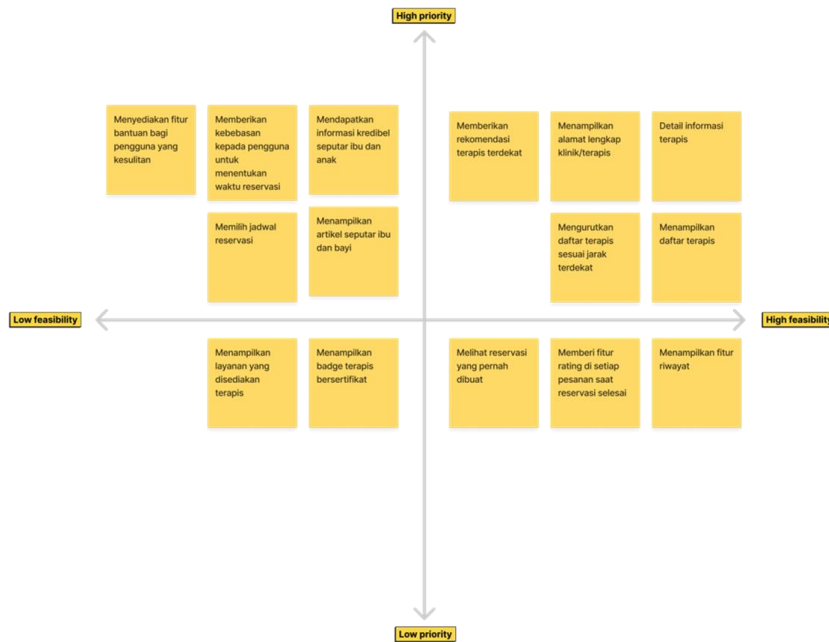 High priority
Menyediakan fitur
bantuan bagi
pengguna yang
kesulitan
Memberikan
kebebasan
kepada pengguna
untuk
menentukan
waktu reservasi
Mendapatkan
informasi kredibel
seputar ibu dan
anak
Memberikan
rekomendasi
terapis terdekat
Menampilkan
alamat lengkap
klinik/terapis
Detail informasi
terapis
Memilih jadwal
reservasi
Menampilkan
artikel seputar ibu
dan bayi
Mengurutkan
daftar terapis
sesuai jarak
terdekat
Menampilkan
daftar terapis
Low feasibility
High feasibility
Menampilkan
layanan yang
disediakan
terapis
Menampilkan
badge terapis
bersertifikat
Melihat reservasi
yang pernah
dibuat
Memberi fitur
rating di setiap
pesanan saat
reservasi selesai
Menampilkan fitur
riwayat
Low priority